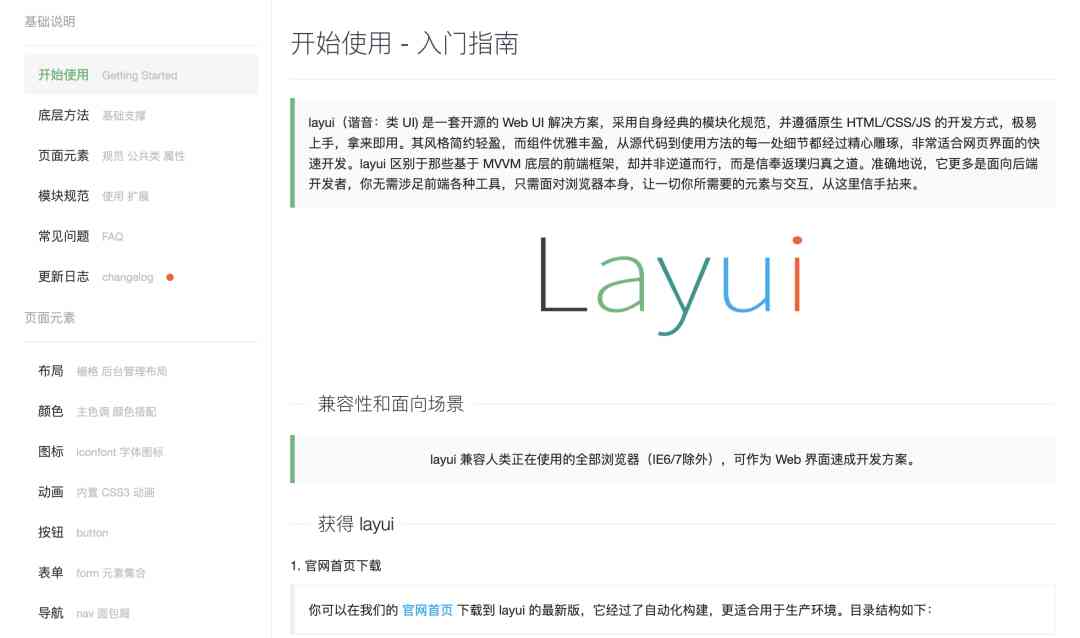 基础说明
开始使用 Getting Started
底层方法 基础支撑
页面元素 规范 公共类 属性
模块规范 使用 扩展
常见问题 FAQ
更新日志 changelog
页面元素
布局 栅格 后台管理布局
颜色 主色调 颜色搭配
图标 iconfont 字体图标
动画 内置 CSS3 动画
按钮 button
表单 form 元素集合
导航 nav 面包屑
开始使用 - 入门指南
layui（谐音：类 UI) 是一套开源的 Web UI 解决方案，采用自身经典的模块化规范，并遵循原生 HTML/CSS/JS 的开发方式，极易
上手，拿来即用。其风格简约轻盈，而组件优雅丰盈，从源代码到使用方法的每一处细节都经过精心雕琢，非常适合网页界面的快
速开发。layui 区别于那些基于 MVVM 底层的前端框架，却并非逆道而行，而是信奉返璞归真之道。准确地说，它更多是面向后端
开发者，你无需涉足前端各种工具，只需面对浏览器本身，让一切你所需要的元素与交互，从这里信手拈来。
Layui
兼容性和面向场景
layui 兼容人类正在使用的全部浏览器（IE6/7除外），可作为 Web 界面速成开发方案。
获得 layui
1. 官网首页下载
你可以在我们的 官网首页 下载到 layui 的最新版，它经过了自动化构建，更适合用于生产环境。目录结构如下：